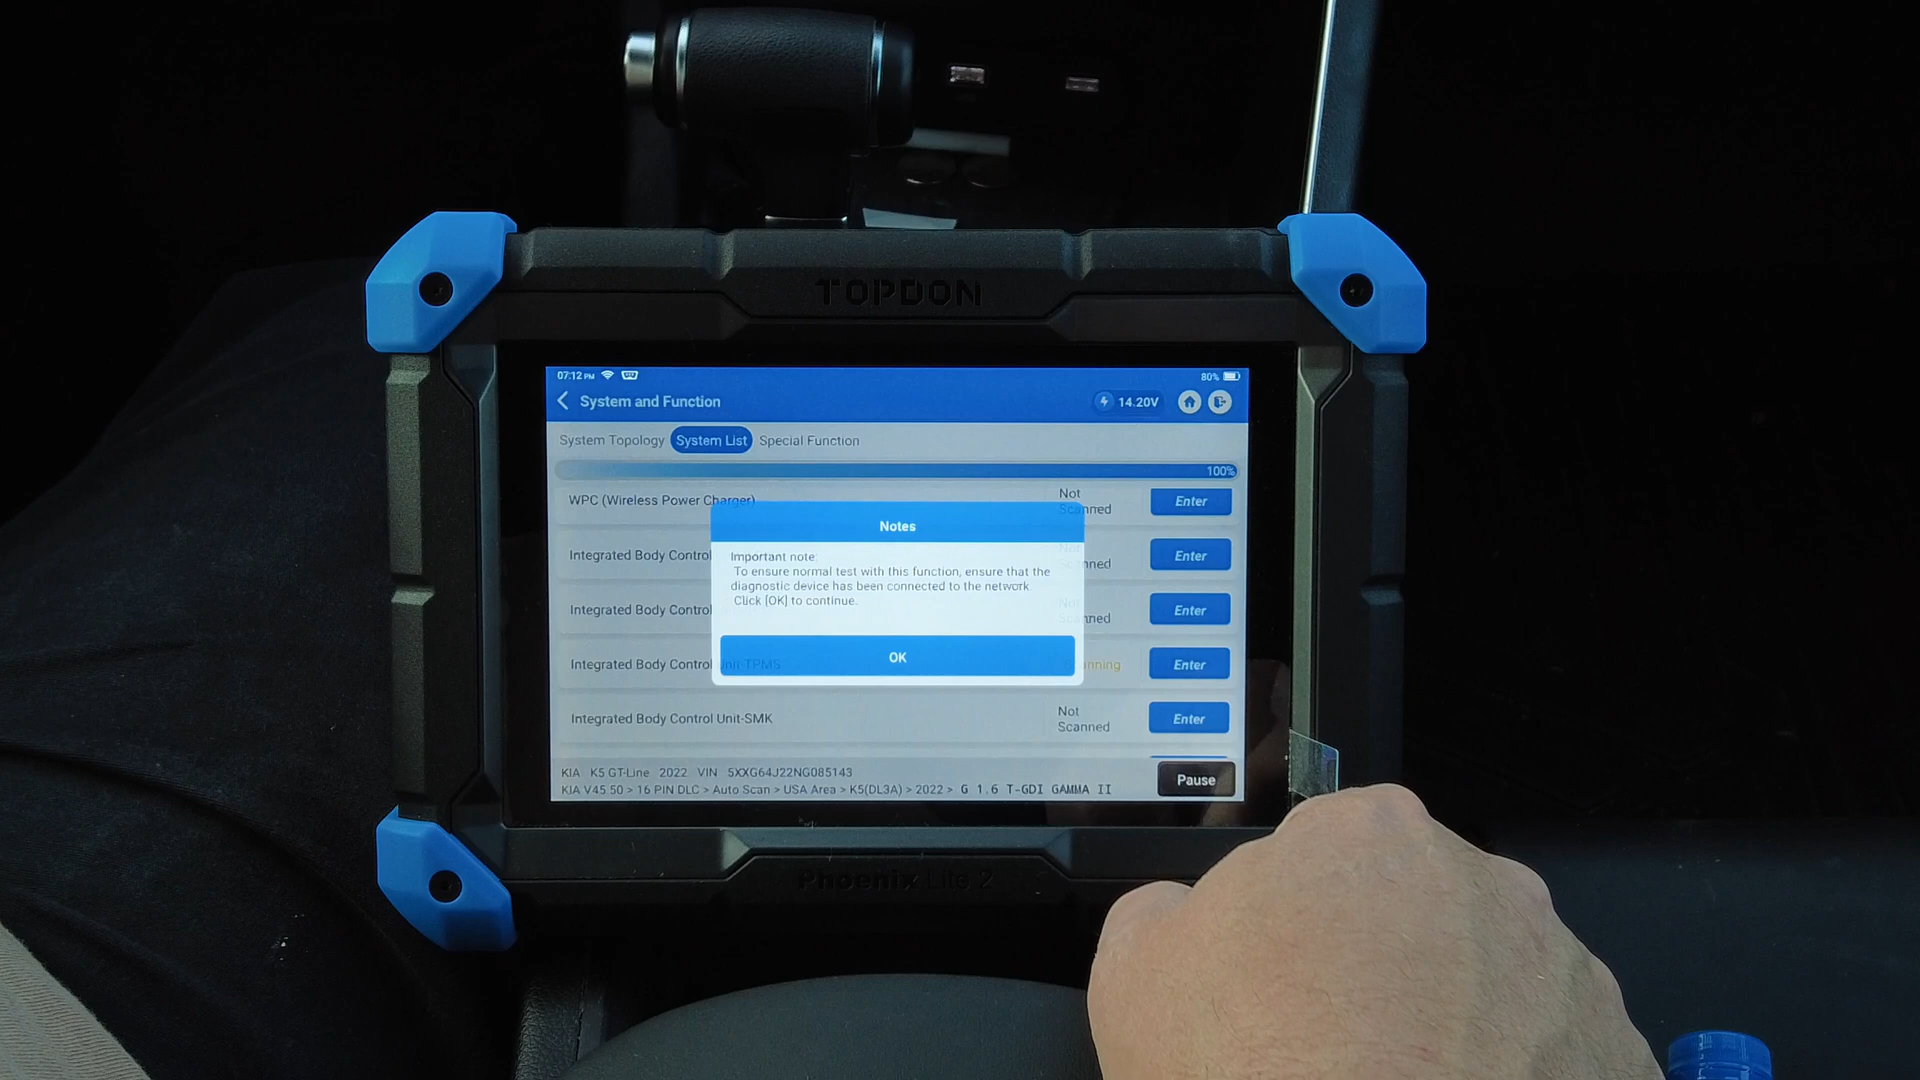 TOPDON
07:12 PM
80%
System and Function
14.20V
System Topology
System List
Special Function
100%
WPC (Wireless Power Charger)
Not
Scanned
Enter
Notes
Integrated Body Control
Enter
Important note:
To ensure normal test with this function, ensure that the
diagnostic device has been connected to the network.
Click [OK] to continue.
Integrated Body Control
Enter
OK
Integrated Body Control Unit-TPMS
Enter
Integrated Body Control Unit-SMK
Not
Scanned
Enter
KIA K5 GT-Line 2022 VIN 5XXG64J22NG085143
KIA V45.50 > 16 PIN DLC > Auto Scan > USA Area > K5(DL3A) > 2022 > G 1.6 T-GDI GAMMA II
Pause
Phoenix Lite 2